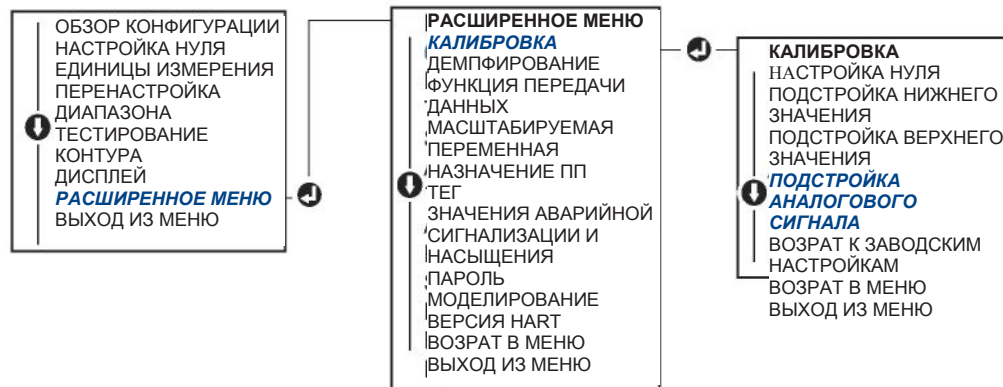 ОБЗОР КОНФИГУРАЦИИ
НАСТРОЙКА НУЛЯ
ЕДИНИЦЫ ИЗМЕРЕНИЯ
ПЕРЕНАСТРОЙКА
ДИАПАЗОНА
ТЕСТИРОВАНИЕ
КОНТУРА
ДИСПЛЕЙ
РАСШИРЕННОЕ МЕНЮ
ВЫХОД ИЗ МЕНЮ
РАСШИРЕННОЕ МЕНЮ
КАЛИБРОВКА
ДЕМПФИРОВАНИЕ
ФУНКЦИЯ ПЕРЕДАЧИ
ДАННЫХ
МАСШТАБИРУЕМАЯ
ПЕРЕМЕННАЯ
НАЗНАЧЕНИЕ ПП
ТЕГ
ЗНАЧЕНИЯ АВАРИЙНОЙ
СИГНАЛИЗАЦИИ И
НАСЫЩЕНИЯ
ПАРОЛЬ
МОДЕЛИРОВАНИЕ
ВЕРСИЯ HART
ВОЗРАТ В МЕНЮ
ВЫХОД ИЗ МЕНЮ
КАЛИБРОВКА
НАСТРОЙКА НУЛЯ
ПОДСТРОЙКА НИЖНЕГО
ЗНАЧЕНИЯ
ПОДСТРОЙКА ВЕРХНЕГО
ЗНАЧЕНИЯ
ПОДСТРОЙКА
АНАЛОГОВОГО
СИГНАЛА
ВОЗРАТ К ЗАВОДСКИМ
НАСТРОЙКАМ
ВОЗРАТ В МЕНЮ
ВЫХОД ИЗ МЕНЮ